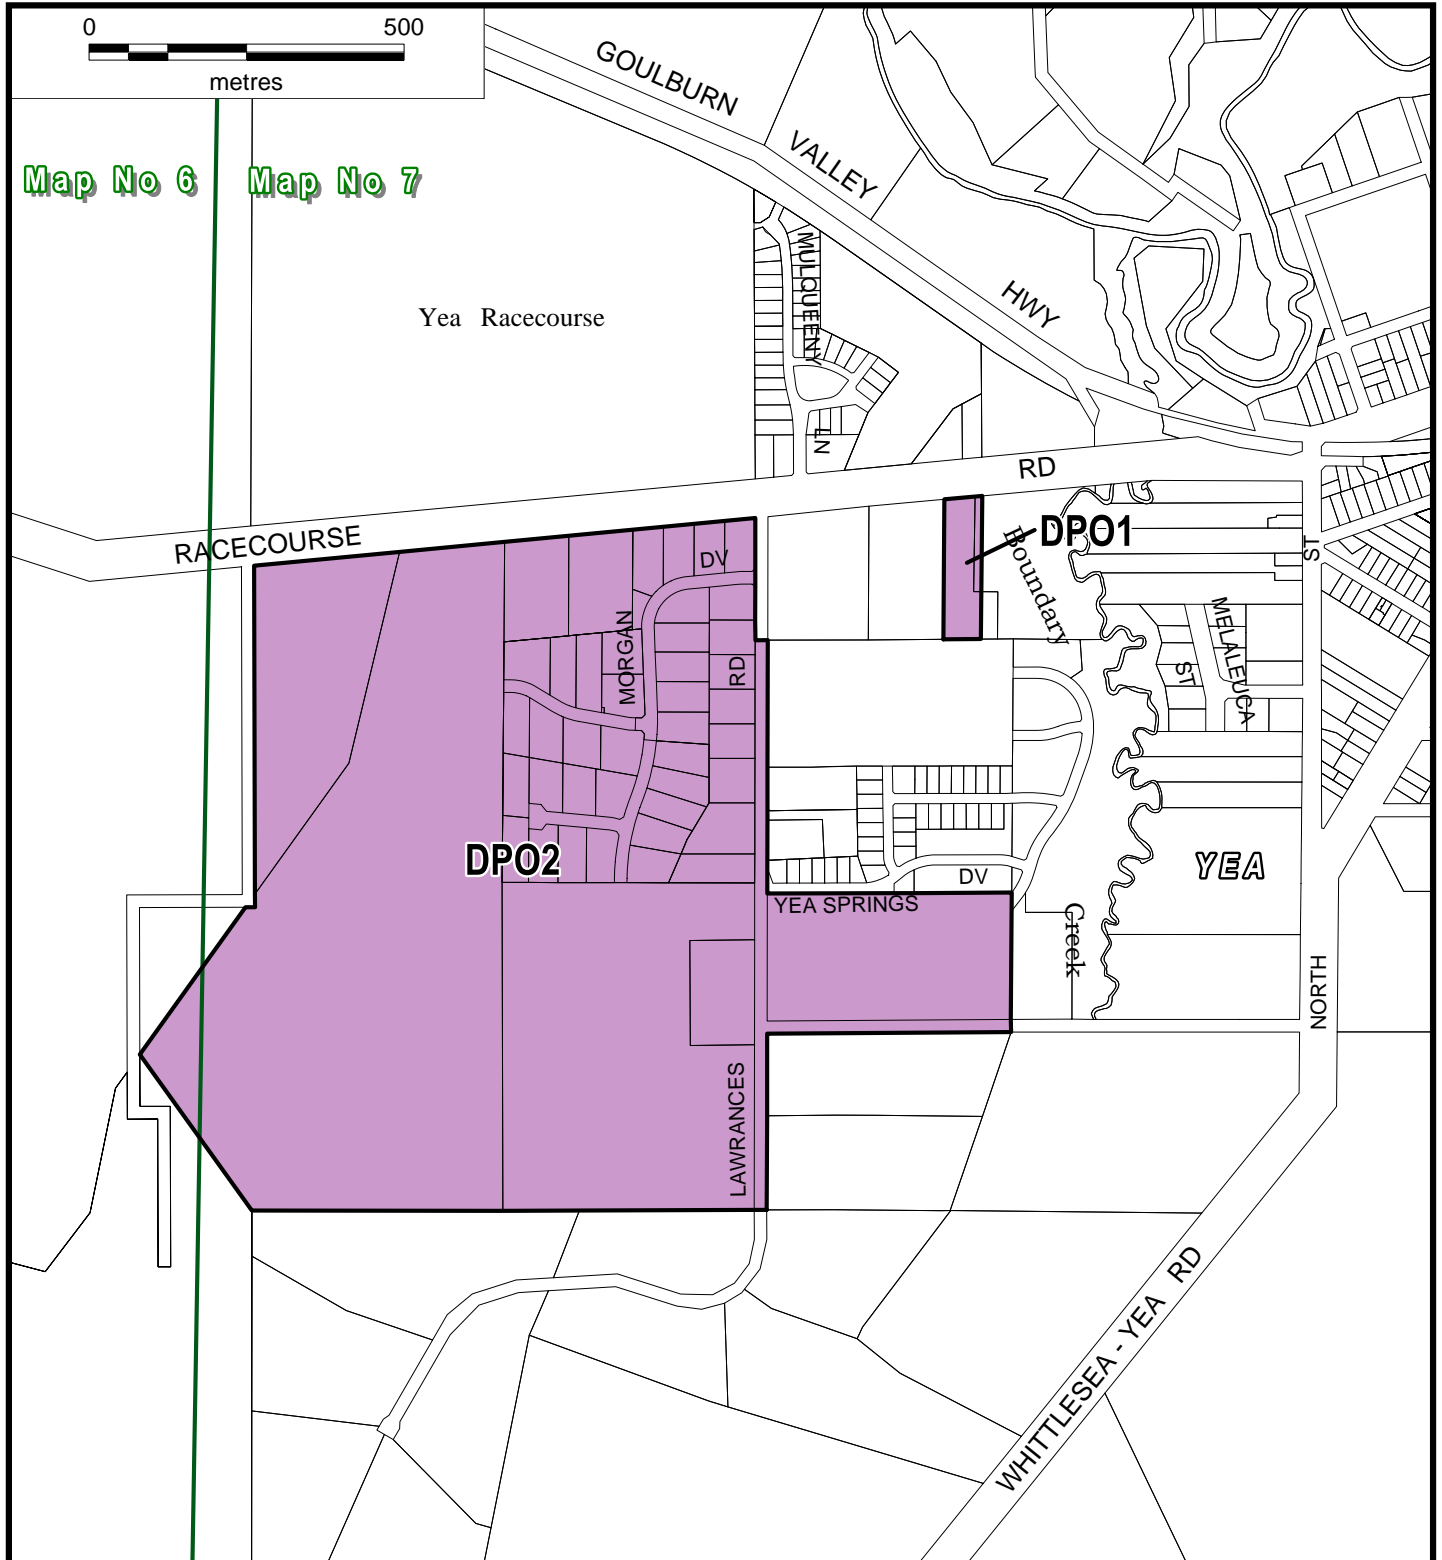 0 500
metres
GOULBURN
VALLEY
HWY
Map No 6 Map No 7
MULQUEENY
LN
Yea Racecourse
RD
RACECOURSE
DPO1
Boundary
ST
DV
MORGAN
RD
MELALEUCA
ST
DPO2
YEA
DV
YEA SPRINGS
Creek
NORTH
LAWRANCES
WHITTLESEA - YEA RD